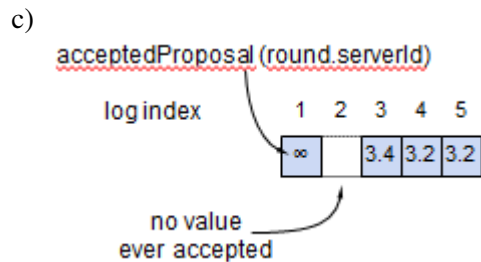 c)
acceptedProposal (round.serverId)
log index 1 2 3 4 5
∞ 3.4 3.2 3.2
no value
ever accepted